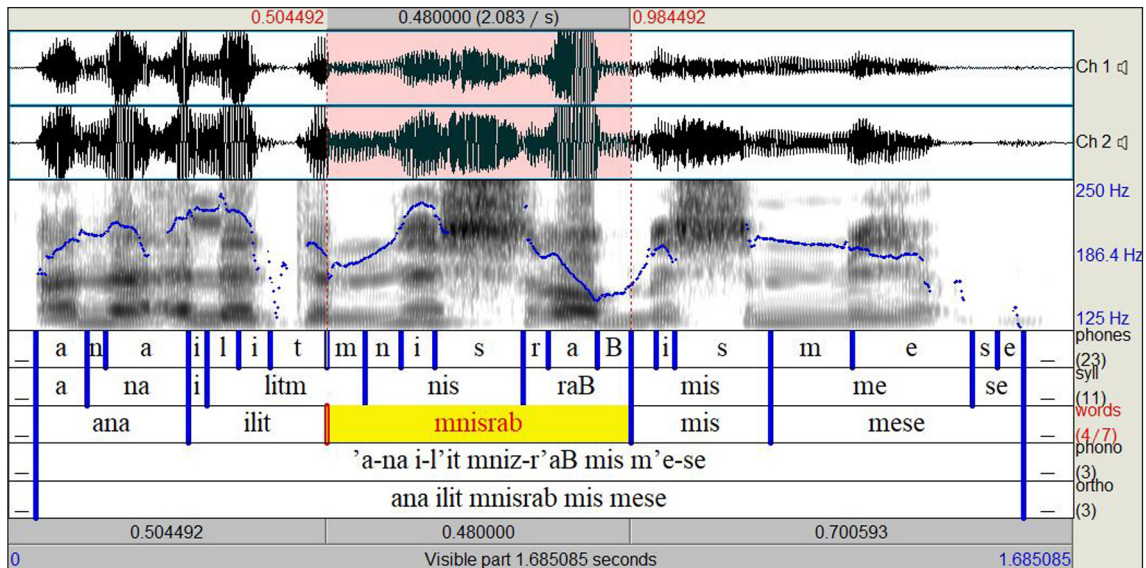 0.504492 0.480000 (2.083 / s) 0.984492
Ch 1
Ch 2
250 Hz
186.4 Hz
125 Hz
_ a n a i l i t m n i s r a B i s m e s e _ phones (23)
_ a na i litm nis raB mis me se _ syll (11)
_ ana ilit mnisrab mis mese _ words (4/7)
_ ’a-na i-l’it mniz-r’aB mis m’e-se _ phono (3)
_ ana ilit mnisrab mis mese _ ortho (3)
0.504492 0.480000 0.700593
0 Visible part 1.685085 seconds 1.685085